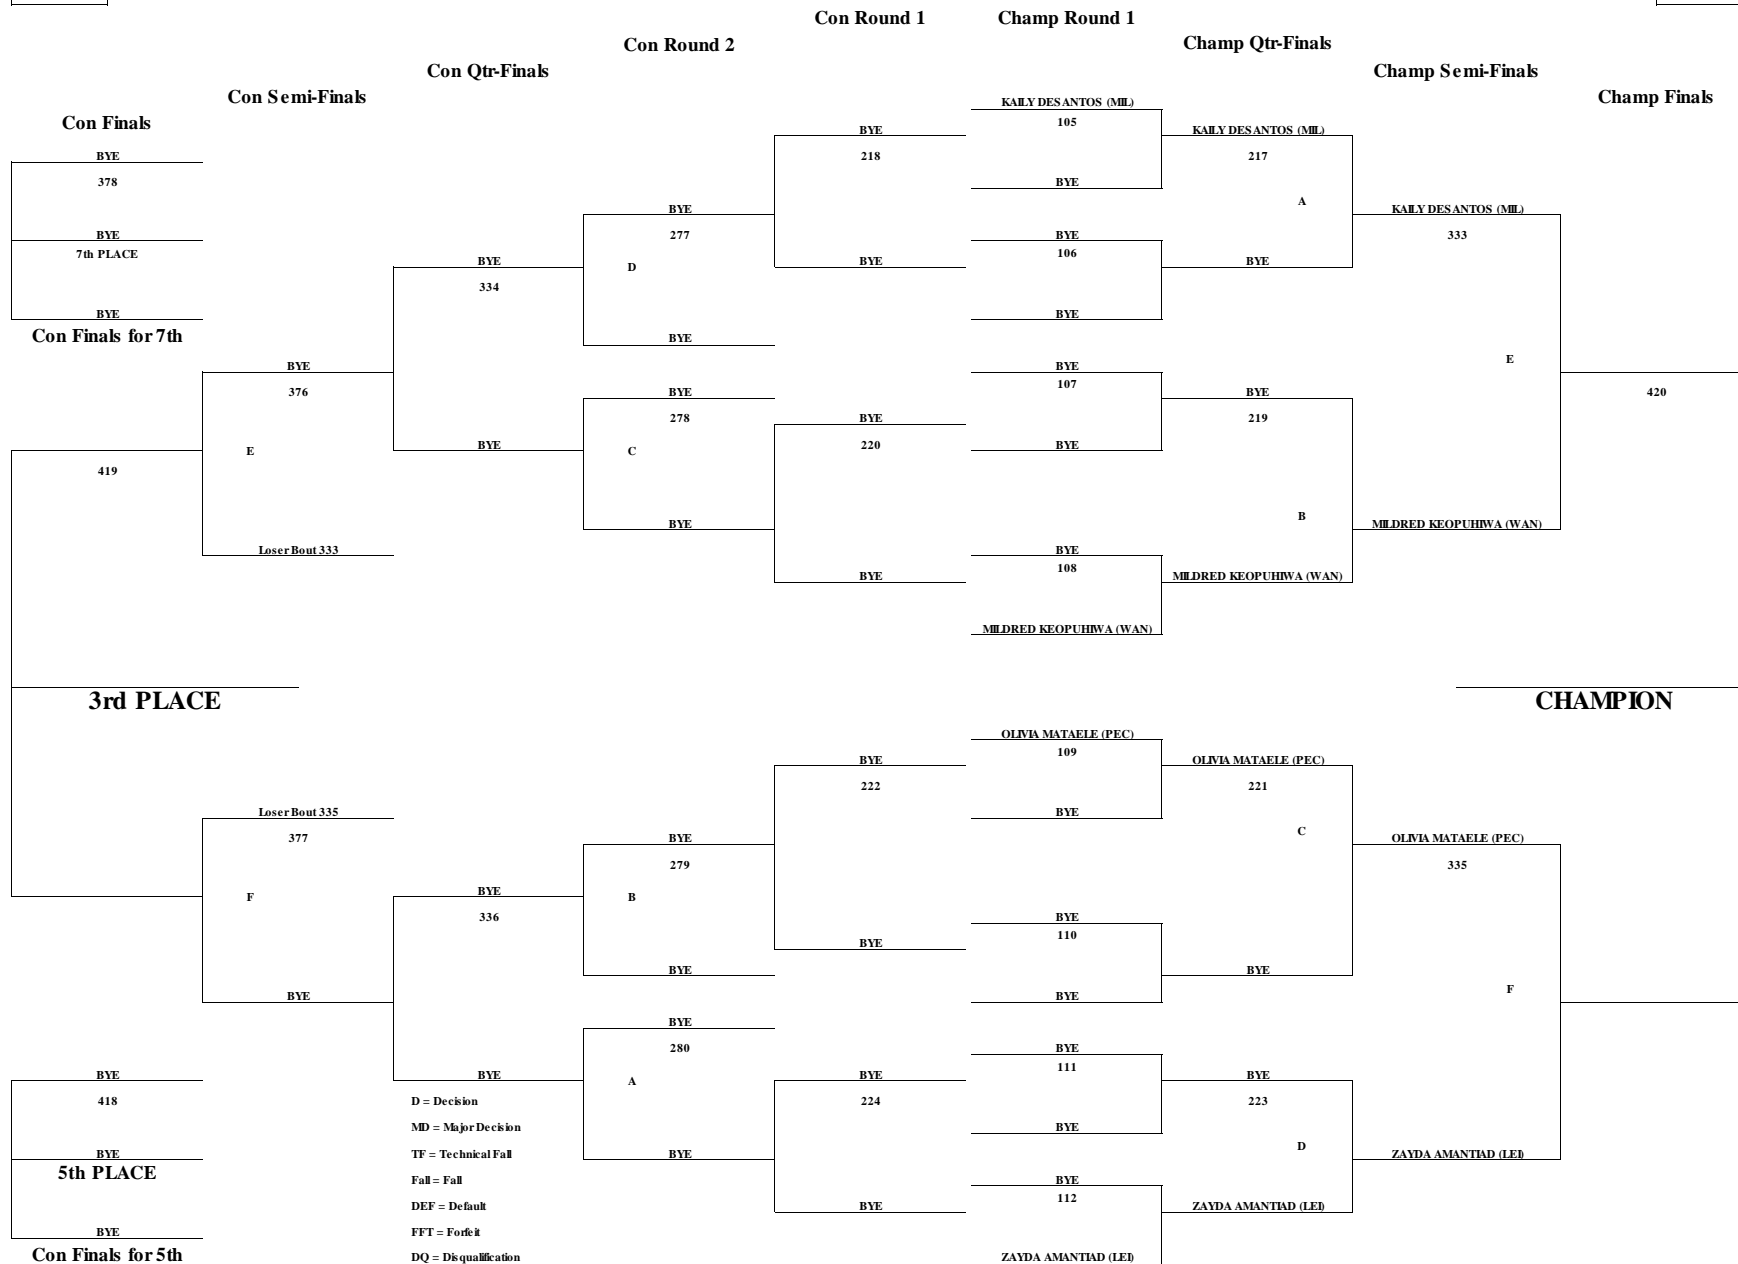 Con Round 1
Champ Round 1
Con Round 2
Champ Qtr-Finals
Con Qtr-Finals
Champ Semi-Finals
Con Semi-Finals
Champ Finals
Con Finals
BYE
378
BYE
7th PLACE
BYE
Con Finals for 7th
419
3rd PLACE
BYE
418
BYE
5th PLACE
BYE
Con Finals for 5th
BYE
376
E
Loser Bout 333
Loser Bout 335
377
F
BYE
BYE
334
BYE
BYE
336
BYE
D = Decision
MD = Major Decision
TF = Technical Fall
Fall = Fall
DEF = Default
FFT = Forfeit
DQ = Disqualification
BYE
277
D
BYE
BYE
278
C
BYE
BYE
279
B
BYE
BYE
280
A
BYE
BYE
218
BYE
BYE
220
BYE
BYE
222
BYE
BYE
224
BYE
KAILY DESANTOS (MIL)
105
BYE
BYE
106
BYE
BYE
107
BYE
BYE
108
MILDRED KEOPUHIWA (WAN)
OLIVIA MATAELE (PEC)
109
BYE
BYE
110
BYE
BYE
111
BYE
BYE
112
ZAYDA AMANTIAD (LEI)
KAILY DESANTOS (MIL)
217
A
BYE
BYE
219
B
MILDRED KEOPUHIWA (WAN)
OLIVIA MATAELE (PEC)
221
C
BYE
BYE
223
D
ZAYDA AMANTIAD (LEI)
KAILY DESANTOS (MIL)
333
E
MILDRED KEOPUHIWA (WAN)
OLIVIA MATAELE (PEC)
335
F
ZAYDA AMANTIAD (LEI)
420
CHAMPION